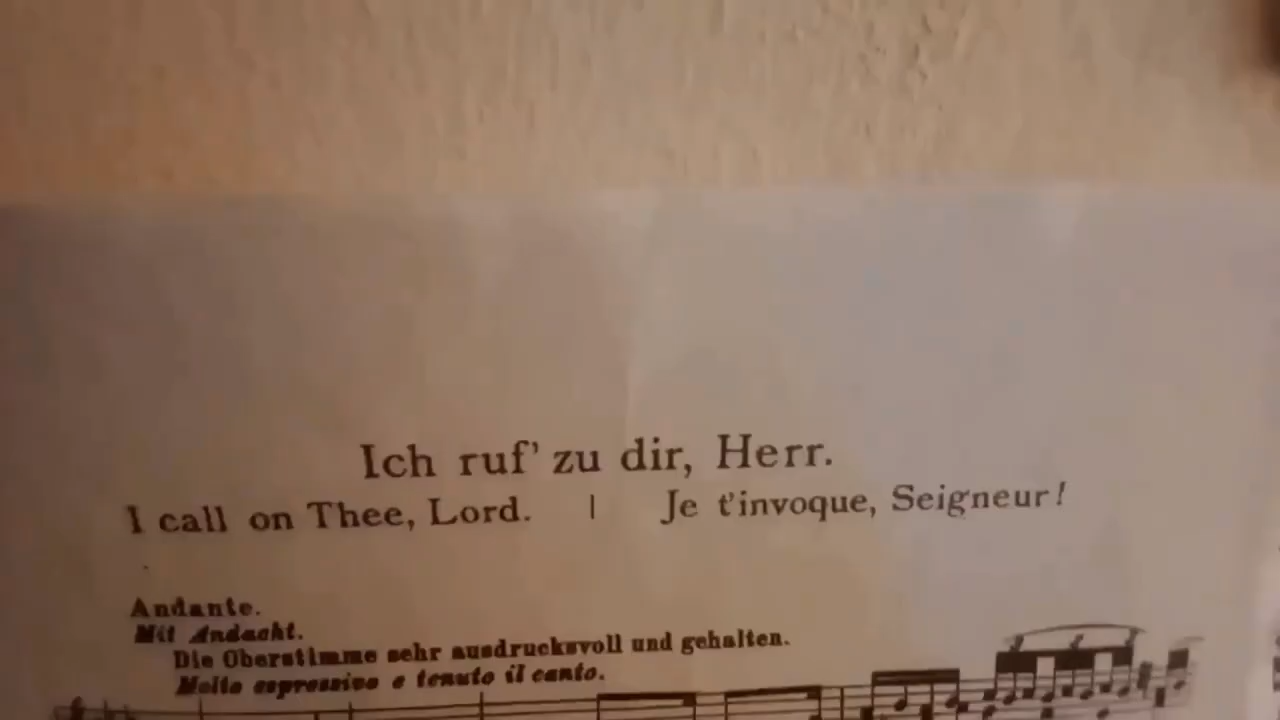 Ich ruf' zu dir, Herr.
I call on Thee, Lord. | Je t'invoque, Seigneur!
Andante.
Mit Andacht.
Die Oberstimme sehr ausdrucksvoll und gehalten.
Molto espressivo e tenuto il canto.